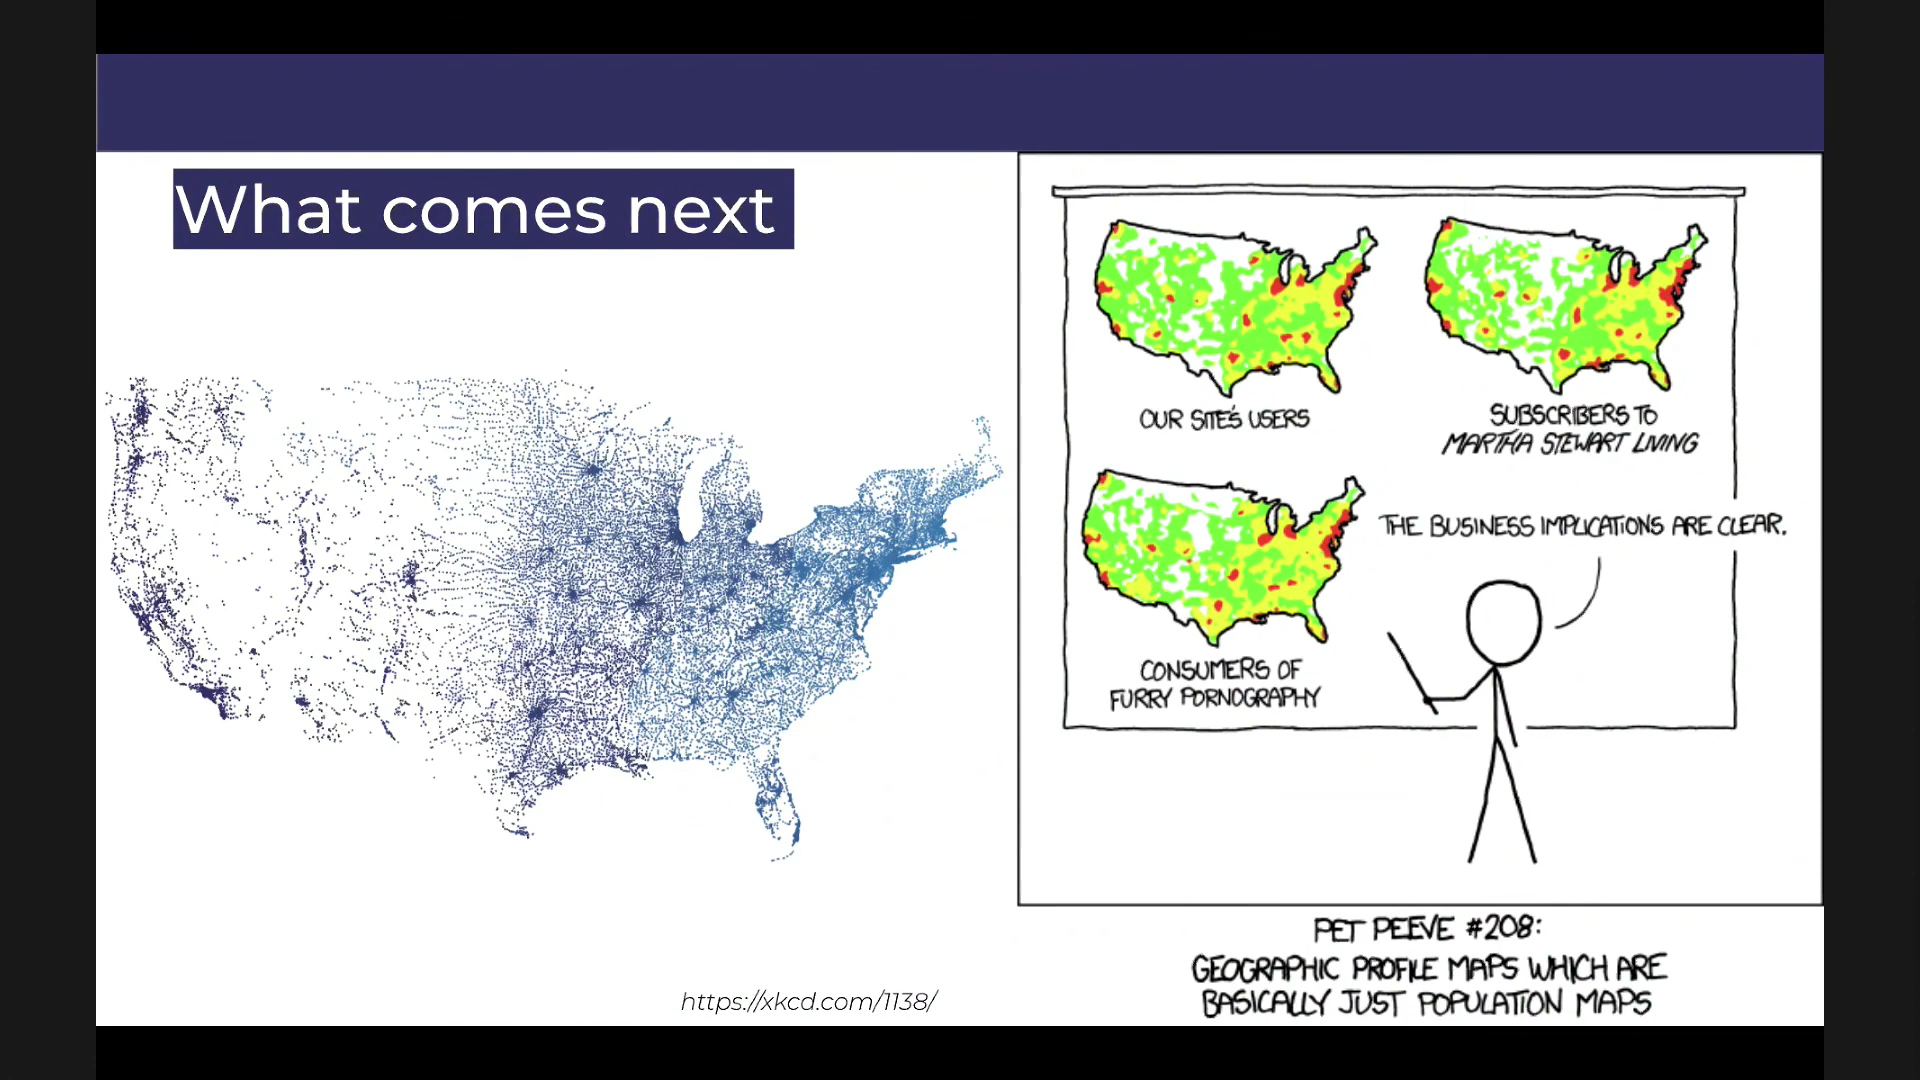 What comes next
OUR SITE'S USERS
SUBSCRIBERS TO
MARTHA STEWART LIVING
CONSUMERS OF
FURRY PORNOGRAPHY
THE BUSINESS IMPLICATIONS ARE CLEAR.
PET PEEVE #208:
GEOGRAPHIC PROFILE MAPS WHICH ARE
BASICALLY JUST POPULATION MAPS
https://xkcd.com/1138/